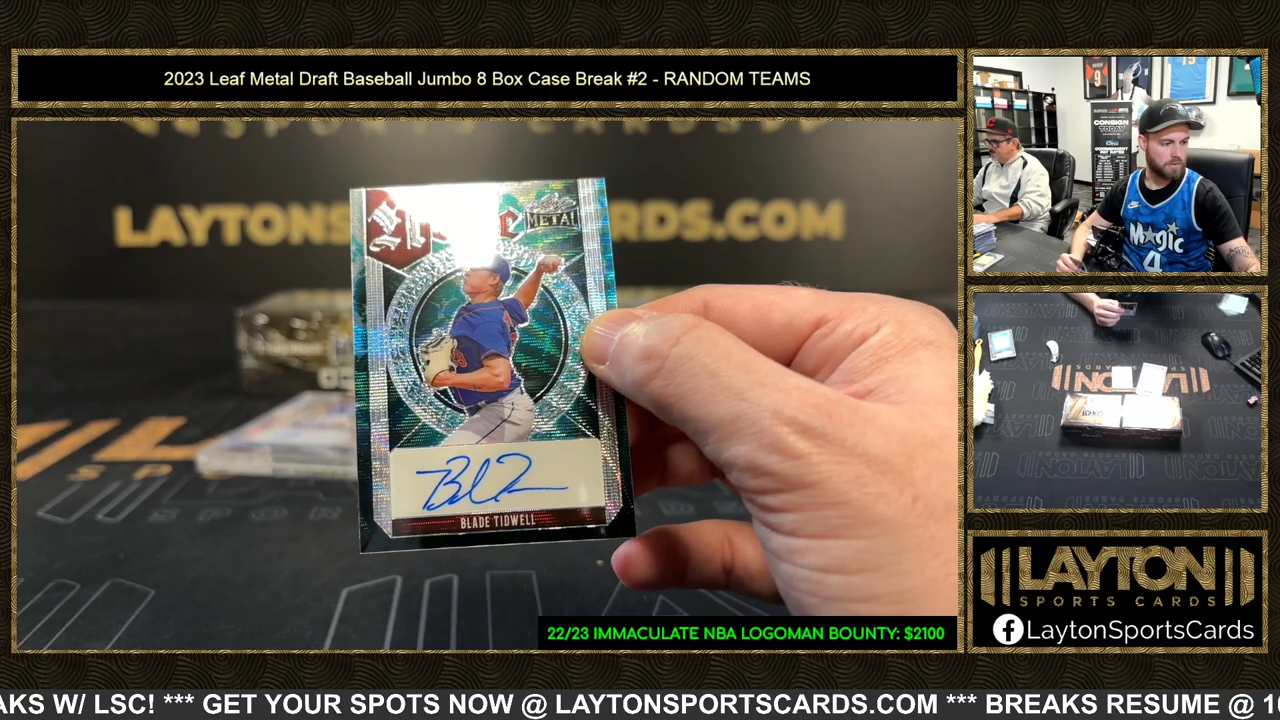 2023 Leaf Metal Draft Baseball Jumbo 8 Box Case Break #2 - RANDOM TEAMS
LAYTONS
DS.COM
METAL
BLADE TIDWELL
CONSIGN
TODAY
Magic
4
9
22/23 IMMACULATE NBA LOGOMAN BOUNTY: $2100
LAYTON
SPORTS CARDS
LaytonSportsCards
AKS W/ LSC! *** GET YOUR SPOTS NOW @ LAYTONSPORTSCARDS.COM *** BREAKS RESUME @ 1